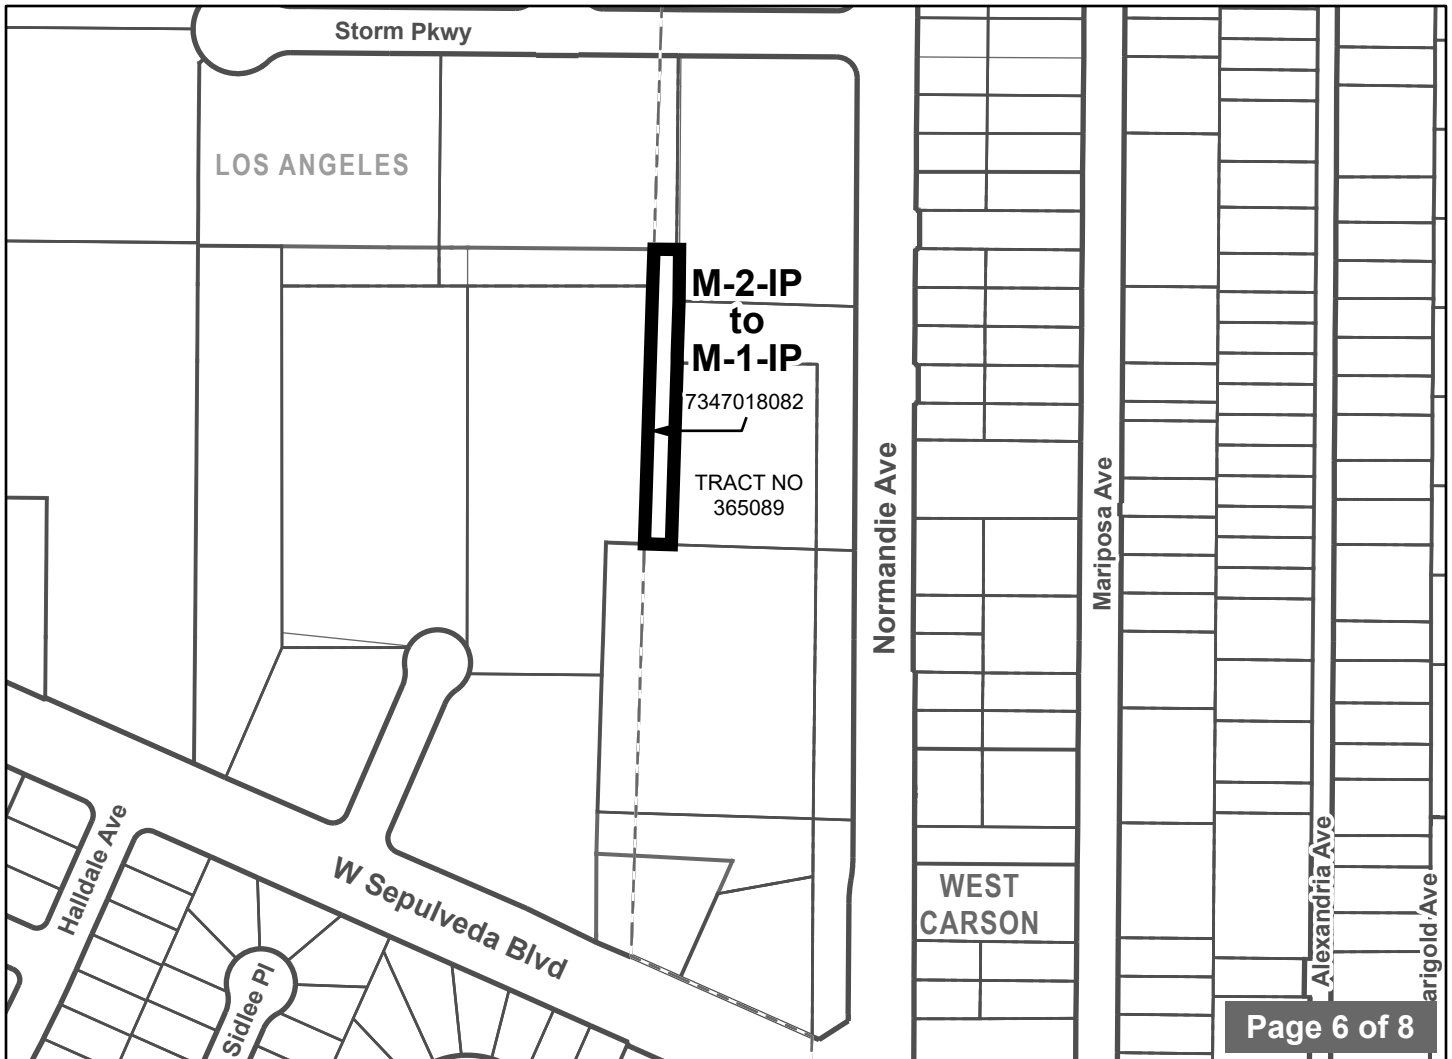 Storm Pkwy
LOS ANGELES
M-2-IP
to
M-1-IP
7347018082
TRACT NO
365089
Normandie Ave
Mariposa Ave
Halldale Ave
W Sepulveda Blvd
Sidlee Pl
WEST
CARSON
Alexandria Ave
arigold Ave
Page 6 of 8